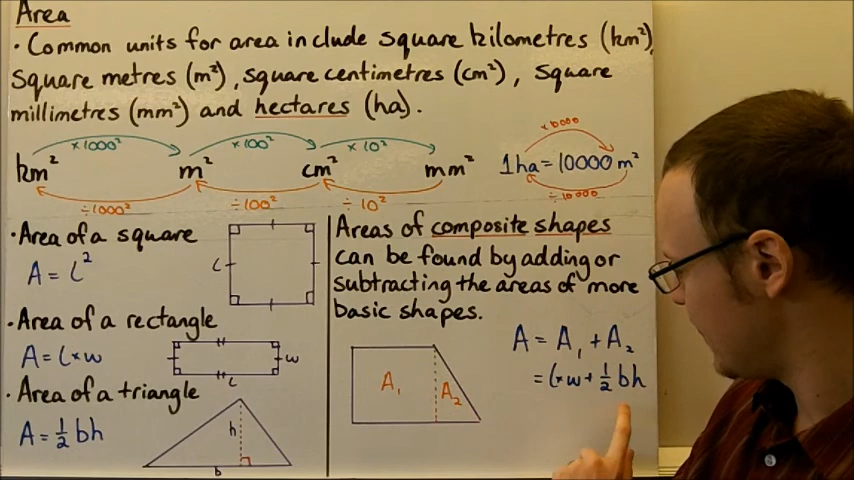 Area
· Common units for area include square kilometres (km²),
square metres (m²), square centimetres (cm²), square
millimetres (mm²) and hectares (ha).
×1000² ×100² ×10² ×10000
km² m² cm² mm² 1ha = 10000 m²
÷1000² ÷100² ÷10² ÷10000
· Area of a square
A = l²
l
· Area of a rectangle
A = l×w
w
l
· Area of a triangle
A = ½ bh
h
b
Areas of composite shapes
can be found by adding or
subtracting the areas of more
basic shapes.
A = A₁ + A₂
= l×w + ½ bh
A₁ A₂